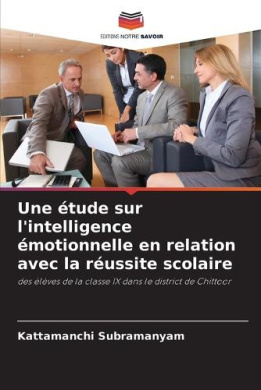 EDITIONS NOTRE SAVOIR
Une étude sur
l'intelligence
émotionnelle en relation
avec la réussite scolaire
des élèves de la classe IX dans le district de Chittoor
Kattamanchi Subramanyam